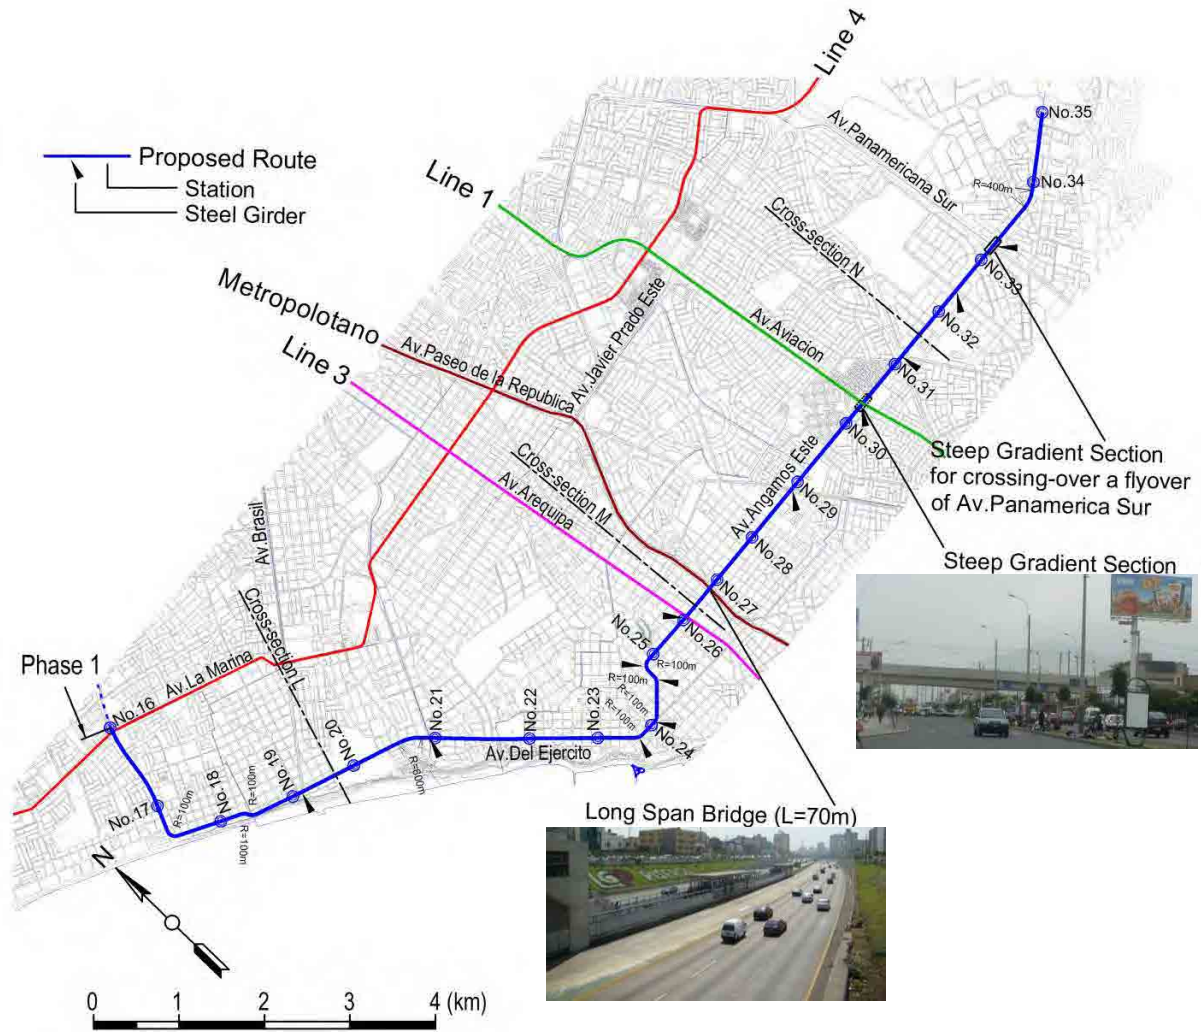 Line 4
No.35
Av.Panamericana Sur
Proposed Route
Station
Steel Girder
Line 1
R=400m
No.34
Cross-section N
No.33
Metropolotano
Av.Javier Prado Este
Av.Aviacion
No.32
Line 3
Av.Paseo de la Republica
No.31
No.30
Steep Gradient Section
for crossing-over a flyover
of Av.Panamerica Sur
Cross-section M
Av.Arequipa
Av.Angamos Este
No.29
Av.Brasil
No.28
Steep Gradient Section
No.27
Cross-section L
No.26
No.25
R=100m
R=100m
R=100m
R=100m
Phase 1
Av.La Marina
No.16
No.20
No.21
No.22
No.23
No.24
Av.Del Ejercito
R=600m
No.19
No.18
R=100m
R=100m
No.17
R=100m
Long Span Bridge (L=70m)
N
0 1 2 3 4 (km)